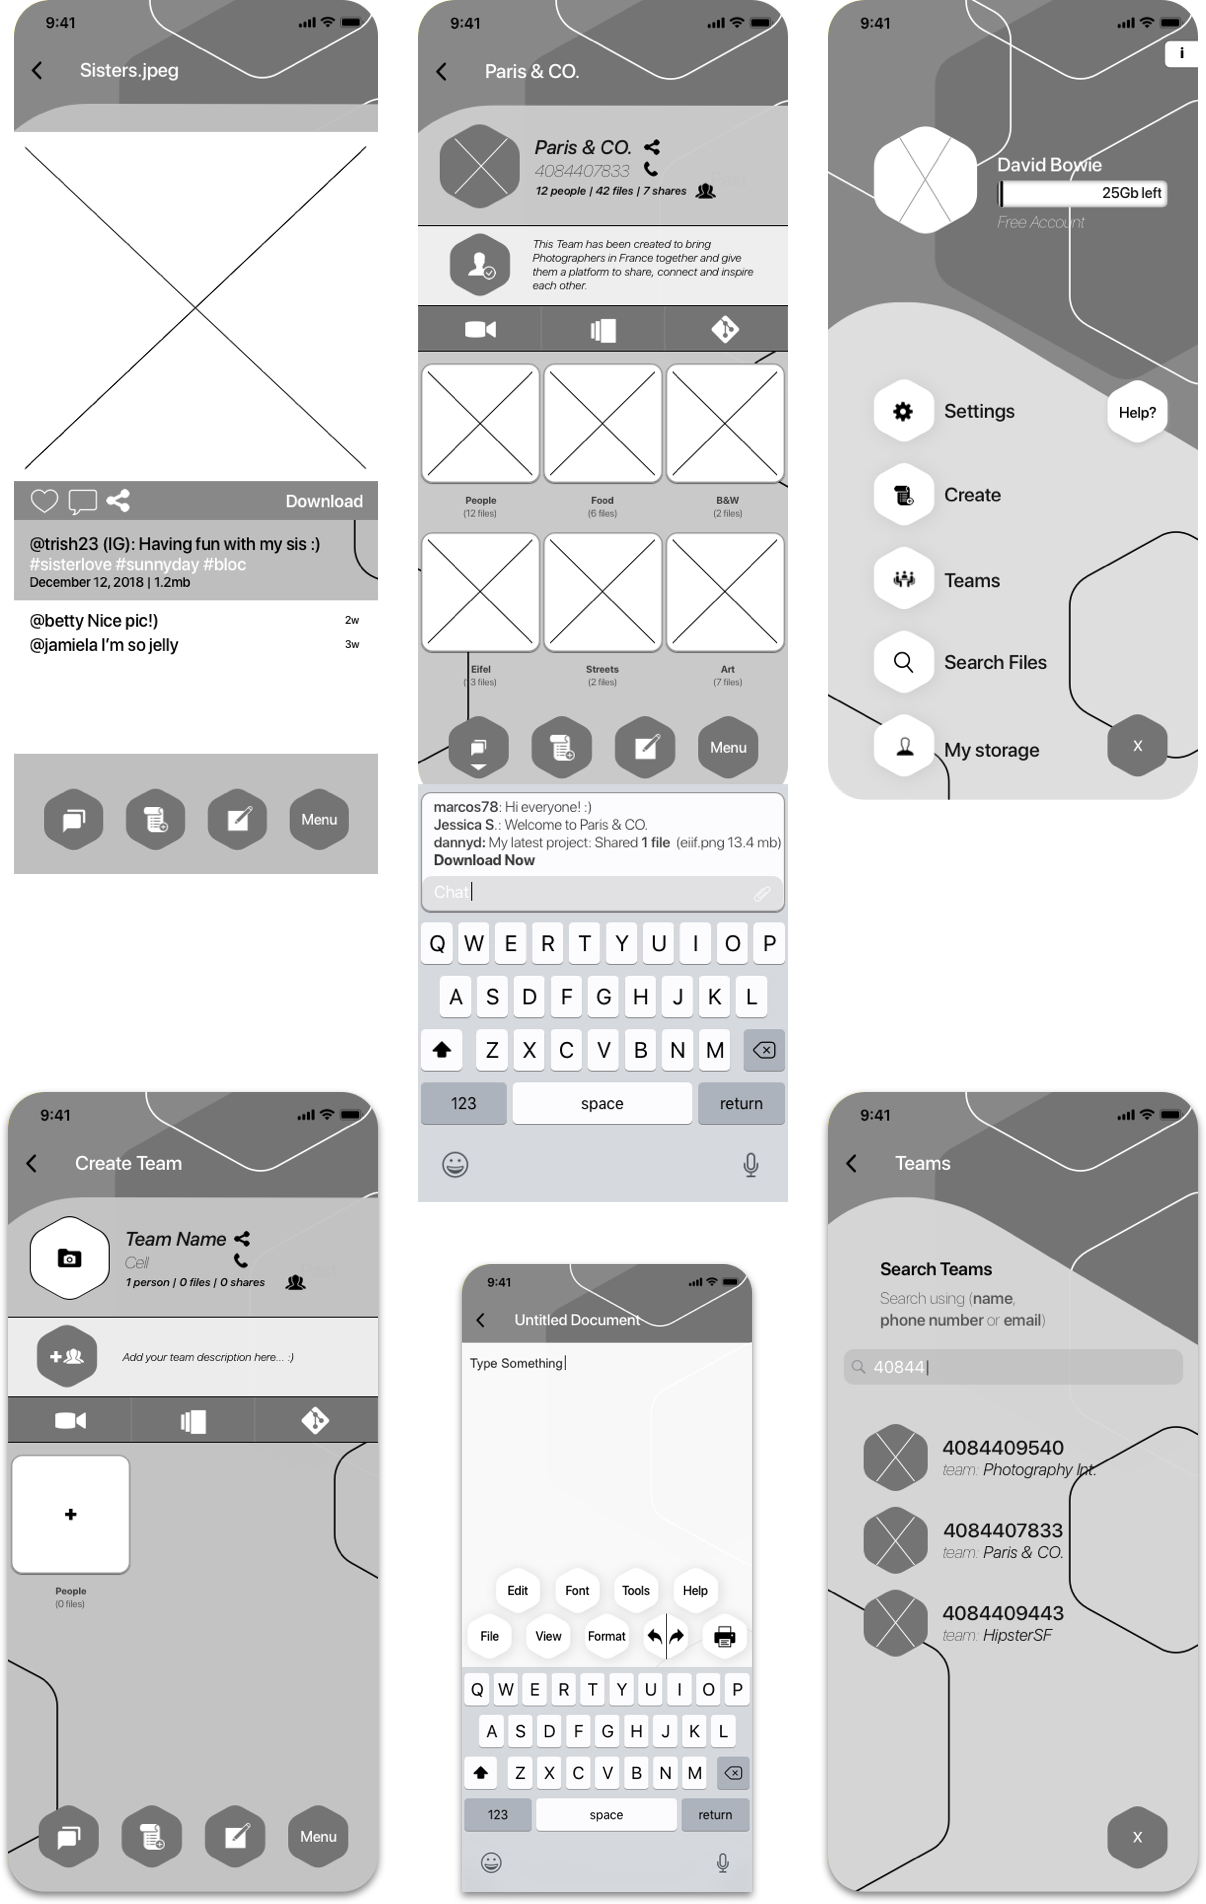 9:41
Sisters.jpeg
Download
@trish23 (IG): Having fun with my sis :)
#sisterlove #sunnyday #bloc
December 12, 2018 | 1.2mb
@betty Nice pic!) 2w
@jamiela I'm so jelly 3w
Menu
9:41
Paris & CO.
Paris & CO.
4084407833
12 people | 42 files | 7 shares
This Team has been created to bring
Photographers in France together and give
them a platform to share, connect and inspire
each other.
People Food B&W
(12 files) (6 files) (2 files)
Eifel Streets Art
(13 files) (2 files) (7 files)
Menu
marcos78: Hi everyone! :)
Jessica S.: Welcome to Paris & CO.
dannyd: My latest project: Shared 1 file (eiif.png 13.4 mb)
Download Now
Chat
Q W E R T Y U I O P
A S D F G H J K L
Z X C V B N M
123 space return
9:41
i
David Bowie
25Gb left
Free Account
Settings
Help?
Create
Teams
Search Files
My storage
X
9:41
Create Team
Team Name
Cell
1 person | 0 files | 0 shares
Add your team description here... :)
+
People
(0 files)
Menu
9:41
Untitled Document
Type Something
Edit Font Tools Help
File View Format
Q W E R T Y U I O P
A S D F G H J K L
Z X C V B N M
123 space return
9:41
Teams
Search Teams
Search using (name,
phone number or email)
40844
4084409540
team: Photography Int.
4084407833
team: Paris & CO.
4084409443
team: HipsterSF
X